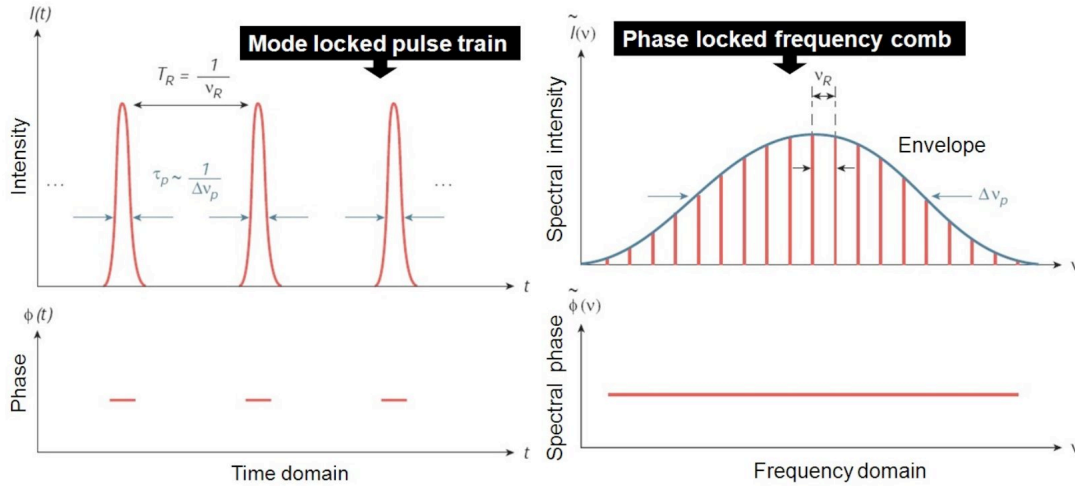 I(t)
Mode locked pulse train
T_R = 1/ν_R
Intensity
τ_p ~ 1/Δν_p
...
...
t
ϕ(t)
Phase
t
Time domain
Ĩ(ν)
Phase locked frequency comb
ν_R
Spectral intensity
Envelope
Δν_p
ν
ϕ̃(ν)
Spectral phase
ν
Frequency domain